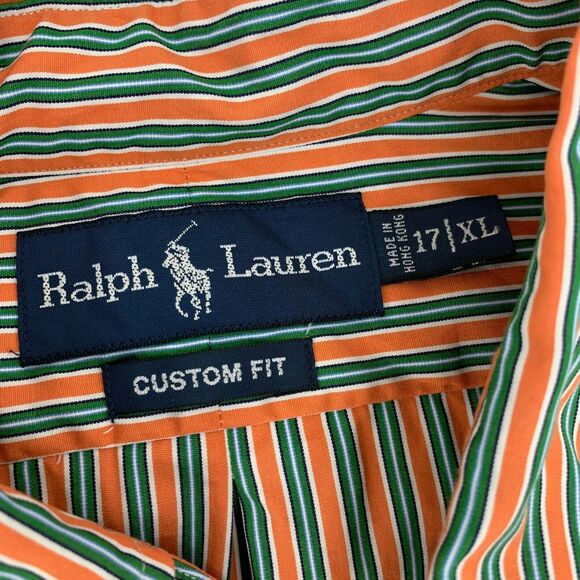 Ralph Lauren
MADE IN
HONG KONG
17 | XL
CUSTOM FIT